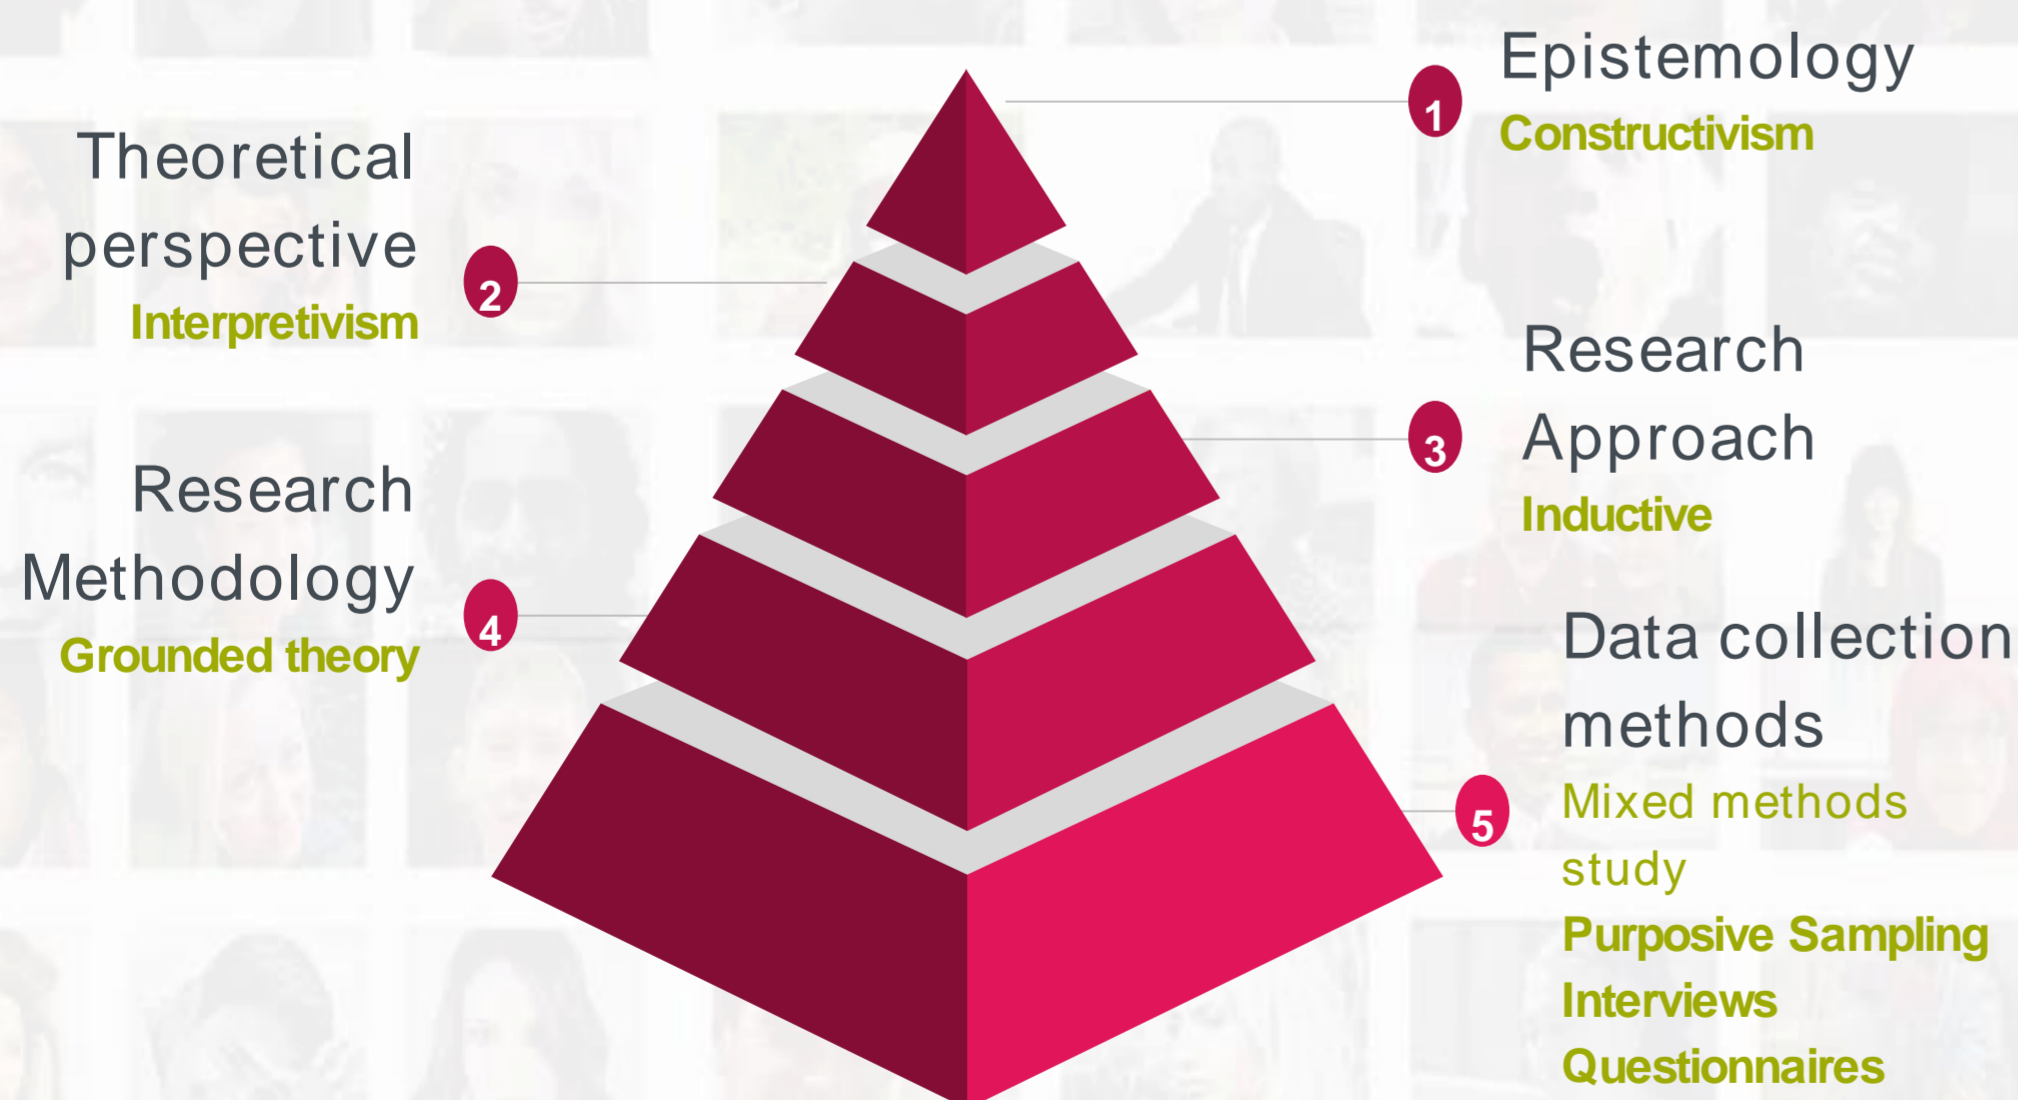 1
Epistemology
Constructivism
Theoretical
perspective
Interpretivism
2
Research
Approach
Inductive
3
Research
Methodology
Grounded theory
4
Data collection
methods
Mixed methods
study
Purposive Sampling
Interviews
Questionnaires
5